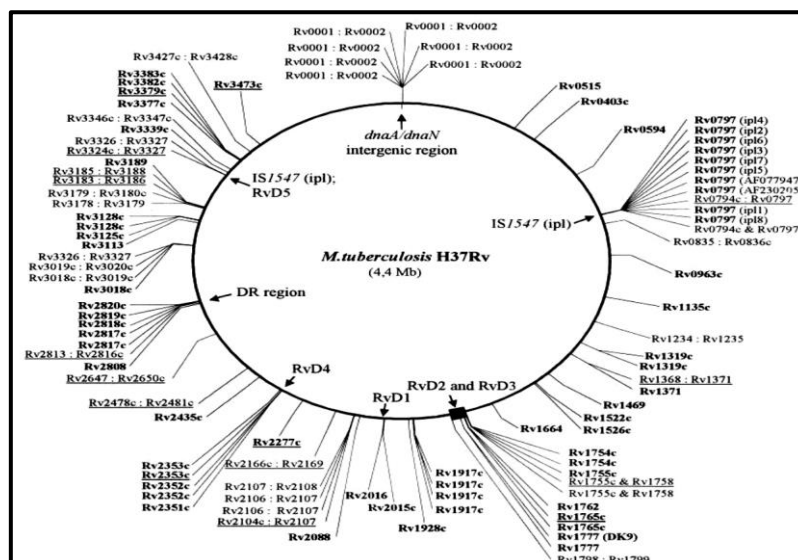 Rv0001 : Rv0002
Rv0001 : Rv0002
Rv0001 : Rv0002
Rv0001 : Rv0002
Rv0001 : Rv0002
Rv0001 : Rv0002
Rv0001 : Rv0002
dnaA/dnaN
intergenic region
Rv0515
Rv0403c
Rv0594
Rv0797 (ipl4)
Rv0797 (ipl2)
Rv0797 (ipl6)
Rv0797 (ipl3)
Rv0797 (ipl7)
Rv0797 (ipl5)
Rv0797 (AF077947
Rv0797 (AF230205
Rv0794c : Rv0797
Rv0797 (ipl1)
Rv0797 (ipl8)
Rv0794c & Rv0797
Rv0835 : Rv0836c
IS1547 (ipl)
Rv0963c
Rv1135c
Rv1234 : Rv1235
Rv1319c
Rv1319c
Rv1368 : Rv1371
Rv1371
Rv1469
Rv1522c
Rv1526c
Rv1664
Rv1754c
Rv1754c
Rv1755c
Rv1755c & Rv1758
Rv1755c & Rv1758
Rv1762
Rv1765c
Rv1765c
Rv1777 (DK9)
Rv1777
Rv1798 : Rv1799
RvD2 and RvD3
Rv1917c
Rv1917c
Rv1917c
Rv1917c
Rv1928c
RvD1
Rv2016
Rv2015c
Rv2088
Rv2104c : Rv2107
Rv2106 : Rv2107
Rv2106 : Rv2107
Rv2107 : Rv2108
Rv2166c : Rv2169
Rv2277c
RvD4
Rv2353c
Rv2353c
Rv2352c
Rv2352c
Rv2351c
Rv2435c
Rv2478c : Rv2481c
Rv2647 : Rv2650c
Rv2808
Rv2813 : Rv2816c
Rv2817c
Rv2817c
Rv2818c
Rv2819c
Rv2820c
DR region
Rv3018c
Rv3018c : Rv3019c
Rv3019c : Rv3020c
Rv3326 : Rv3327
Rv3113
Rv3125c
Rv3128c
Rv3128c
Rv3178 : Rv3179
Rv3179 : Rv3180c
Rv3183 : Rv3186
Rv3185 : Rv3188
Rv3189
IS1547 (ipl);
RvD5
Rv3324c : Rv3327
Rv3326 : Rv3327
Rv3339c
Rv3346c : Rv3347c
Rv3377c
Rv3379c
Rv3382c
Rv3383c
Rv3427c : Rv3428c
Rv3473c
M.tuberculosis H37Rv
(4,4 Mb)